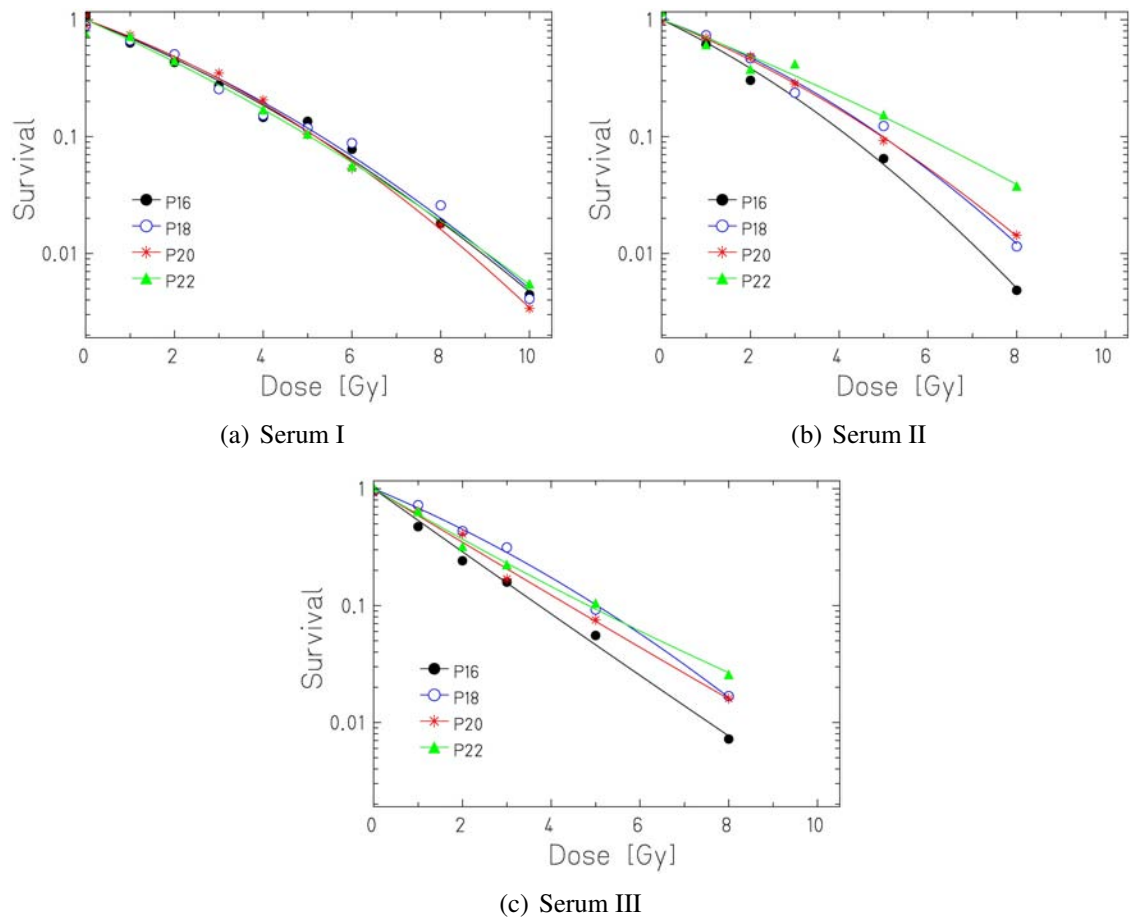 1
0.1
0.01
Survival
P16
P18
P20
P22
0 2 4 6 8 10
Dose [Gy]
(a) Serum I
1
0.1
0.01
Survival
P16
P18
P20
P22
0 2 4 6 8 10
Dose [Gy]
(b) Serum II
1
0.1
0.01
Survival
P16
P18
P20
P22
0 2 4 6 8 10
Dose [Gy]
(c) Serum III